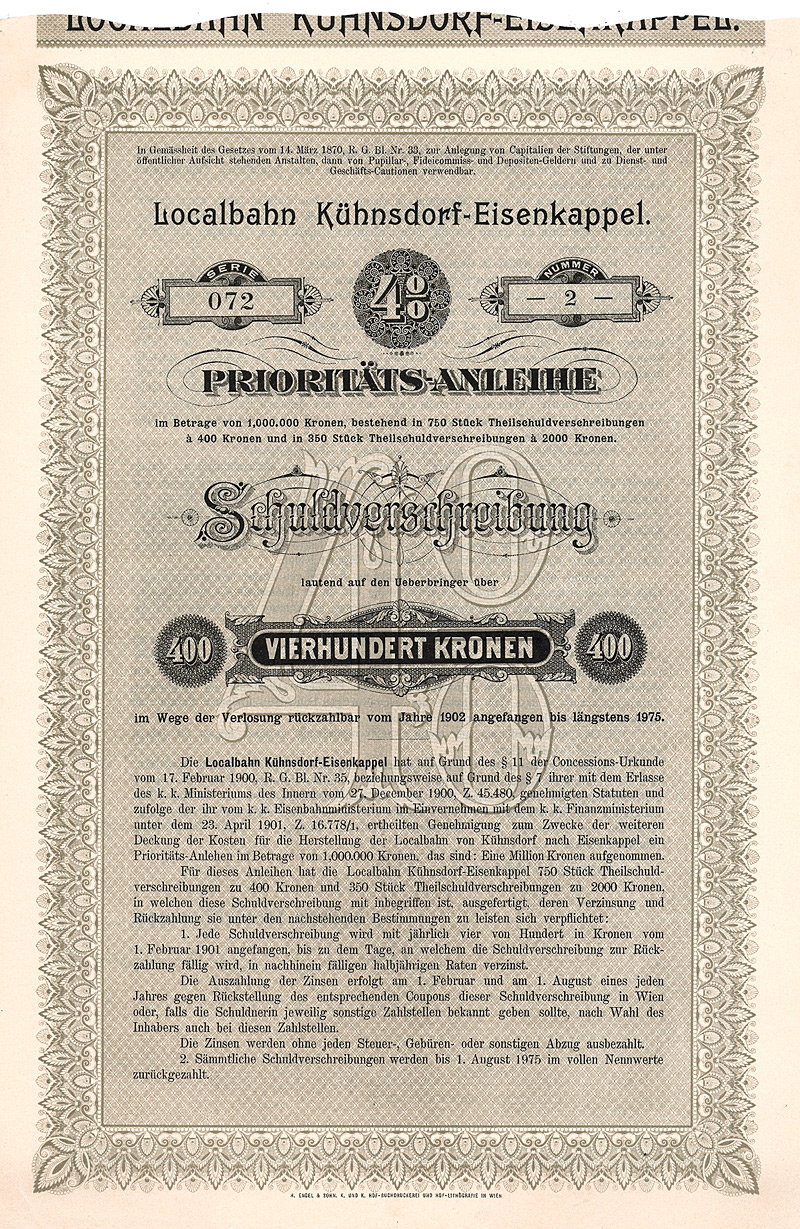 LOCALBAHN KÜHNSDORF-EISENKAPPEL.
In Gemässheit des Gesetzes vom 14. März 1870, R. G. Bl. Nr. 33, zur Anlegung von Capitalien der Stiftungen, der unter
öffentlicher Aufsicht stehenden Anstalten, dann von Pupillar-, Fideicommiss- und Depositen-Geldern und zu Dienst- und
Geschäfts-Cautionen verwendbar.
Localbahn Kühnsdorf-Eisenkappel.
SERIE
072
4%
NUMMER
— 2 —
PRIORITÄTS-ANLEIHE
im Betrage von 1,000.000 Kronen, bestehend in 750 Stück Theilschuldverschreibungen
à 400 Kronen und in 350 Stück Theilschuldverschreibungen à 2000 Kronen.
4%
Schuldverschreibung
lautend auf den Ueberbringer über
400 VIERHUNDERT KRONEN 400
im Wege der Verlosung rückzahlbar vom Jahre 1902 angefangen bis längstens 1975.
Die Localbahn Kühnsdorf-Eisenkappel hat auf Grund des § 11 der Concessions-Urkunde
vom 17. Februar 1900, R. G. Bl. Nr. 35, beziehungsweise auf Grund des § 7 ihrer mit dem Erlasse
des k. k. Ministeriums des Innern vom 27. December 1900, Z. 45.480, genehmigten Statuten und
zufolge der ihr vom k. k. Eisenbahnministerium im Einvernehmen mit dem k. k. Finanzministerium
unter dem 23. April 1901, Z. 16.778/1, ertheilten Genehmigung zum Zwecke der weiteren
Deckung der Kosten für die Herstellung der Localbahn von Kühnsdorf nach Eisenkappel ein
Prioritäts-Anlehen im Betrage von 1,000.000 Kronen, das sind: Eine Million Kronen aufgenommen.
Für dieses Anleihen hat die Localbahn Kühnsdorf-Eisenkappel 750 Stück Theilschuld-
verschreibungen zu 400 Kronen und 350 Stück Theilschuldverschreibungen zu 2000 Kronen,
in welchen diese Schuldverschreibung mit inbegriffen ist, ausgefertigt, deren Verzinsung und
Rückzahlung sie unter den nachstehenden Bestimmungen zu leisten sich verpflichtet:
1. Jede Schuldverschreibung wird mit jährlich vier von Hundert in Kronen vom
1. Februar 1901 angefangen, bis zu dem Tage, an welchem die Schuldverschreibung zur Rück-
zahlung fällig wird, in nachhinein fälligen halbjährigen Raten verzinst.
Die Auszahlung der Zinsen erfolgt am 1. Februar und am 1. August eines jeden
Jahres gegen Rückstellung des entsprechenden Coupons dieser Schuldverschreibung in Wien
oder, falls die Schuldnerin jeweilig sonstige Zahlstellen bekannt geben sollte, nach Wahl des
Inhabers auch bei diesen Zahlstellen.
Die Zinsen werden ohne jeden Steuer-, Gebüren- oder sonstigen Abzug ausbezahlt.
2. Sämmtliche Schuldverschreibungen werden bis 1. August 1975 im vollen Nennwerte
zurückgezahlt.
H. ENGEL & SOHN, K. UND K. HOF-BUCHDRUCKEREI UND HOF-LITHOGRAFIE IN WIEN